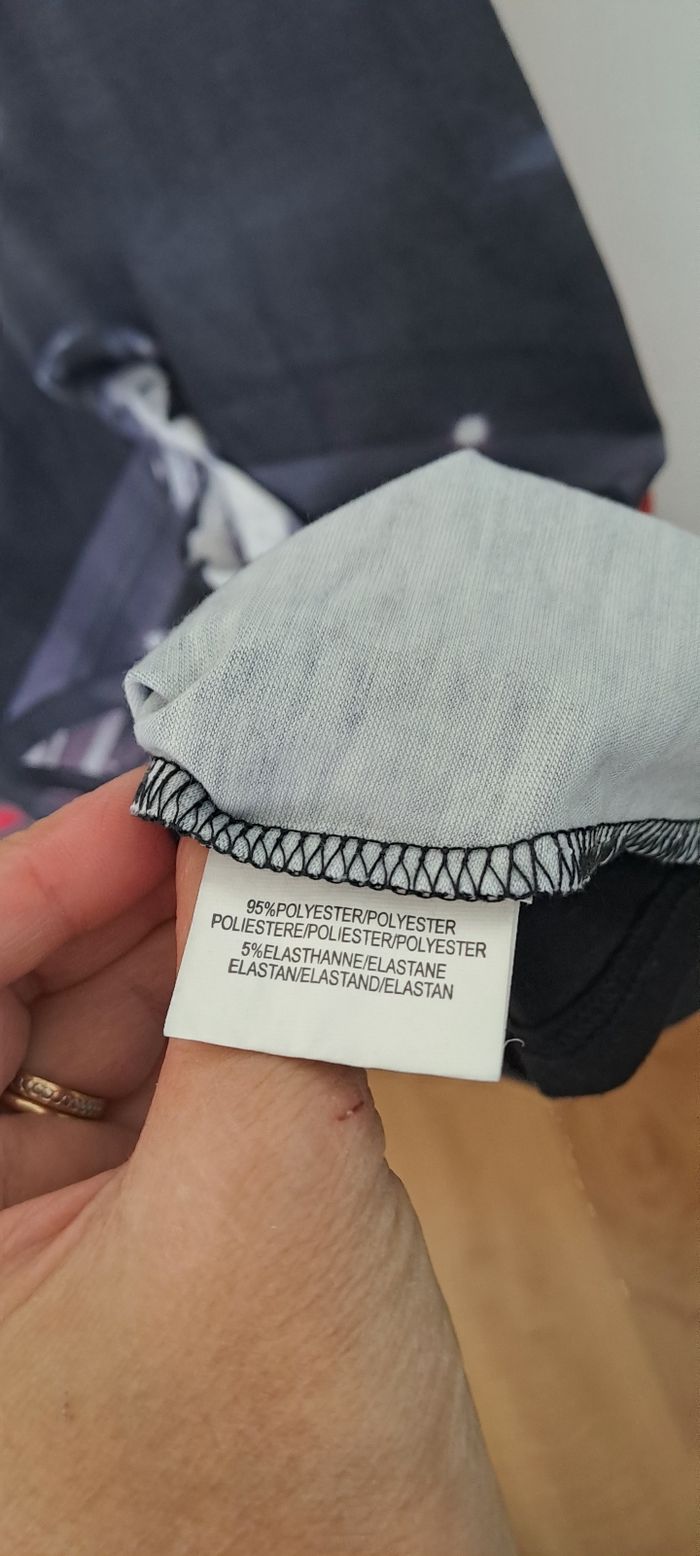 95%POLYESTER/POLYESTER
POLIESTERE/POLIESTER/POLYESTER
5%ELASTHANNE/ELASTANE
ELASTAN/ELASTAND/ELASTAN